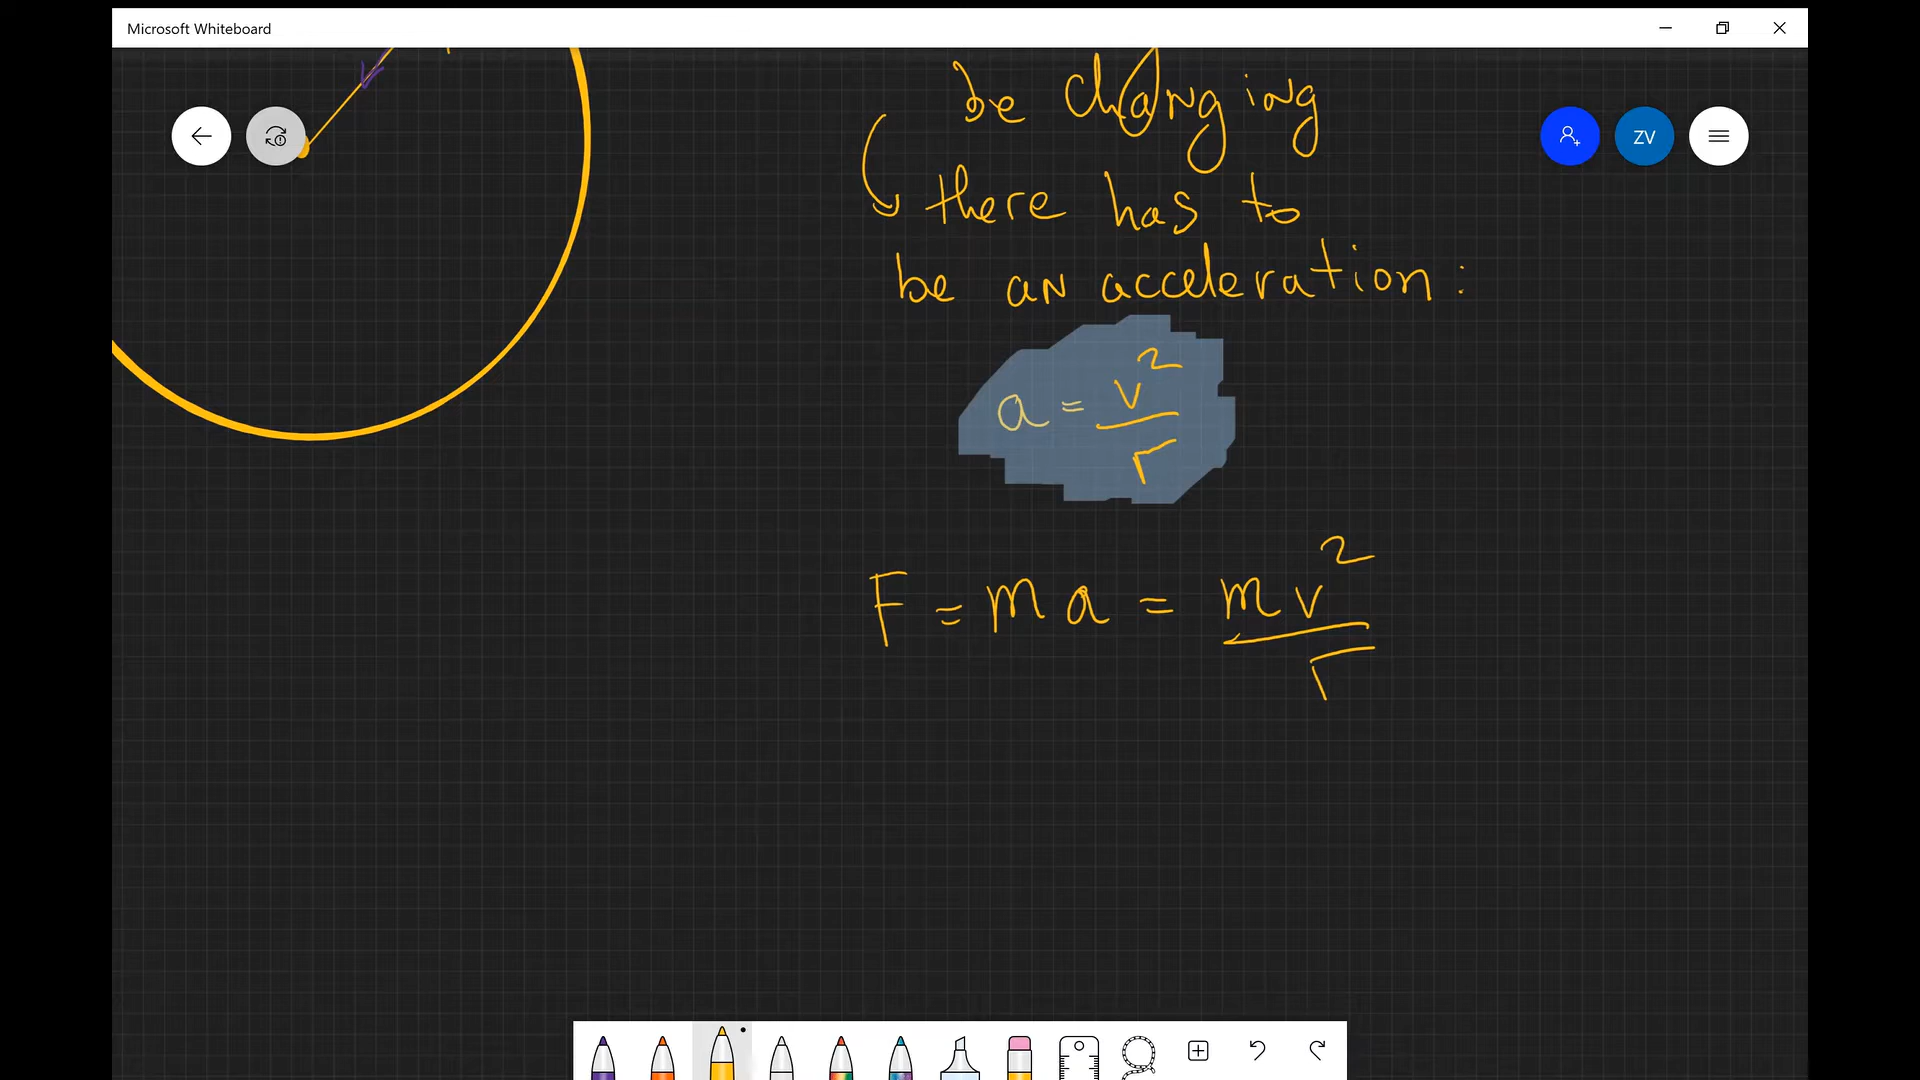 Microsoft Whiteboard
be changing
ZV
there has to
be an acceleration:
a = v²/r
F = ma = mv²/r